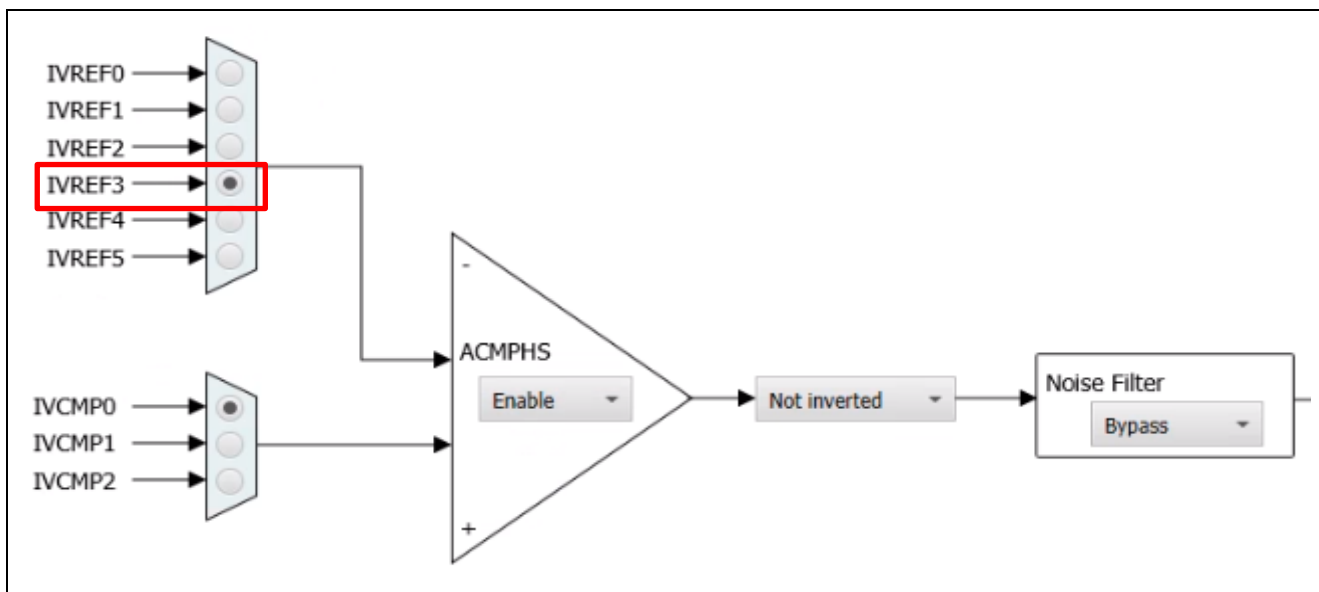 IVREF0
IVREF1
IVREF2
IVREF3
IVREF4
IVREF5
-
ACMPHS
Enable
Not inverted
Noise Filter
Bypass
IVCMP0
IVCMP1
IVCMP2
+